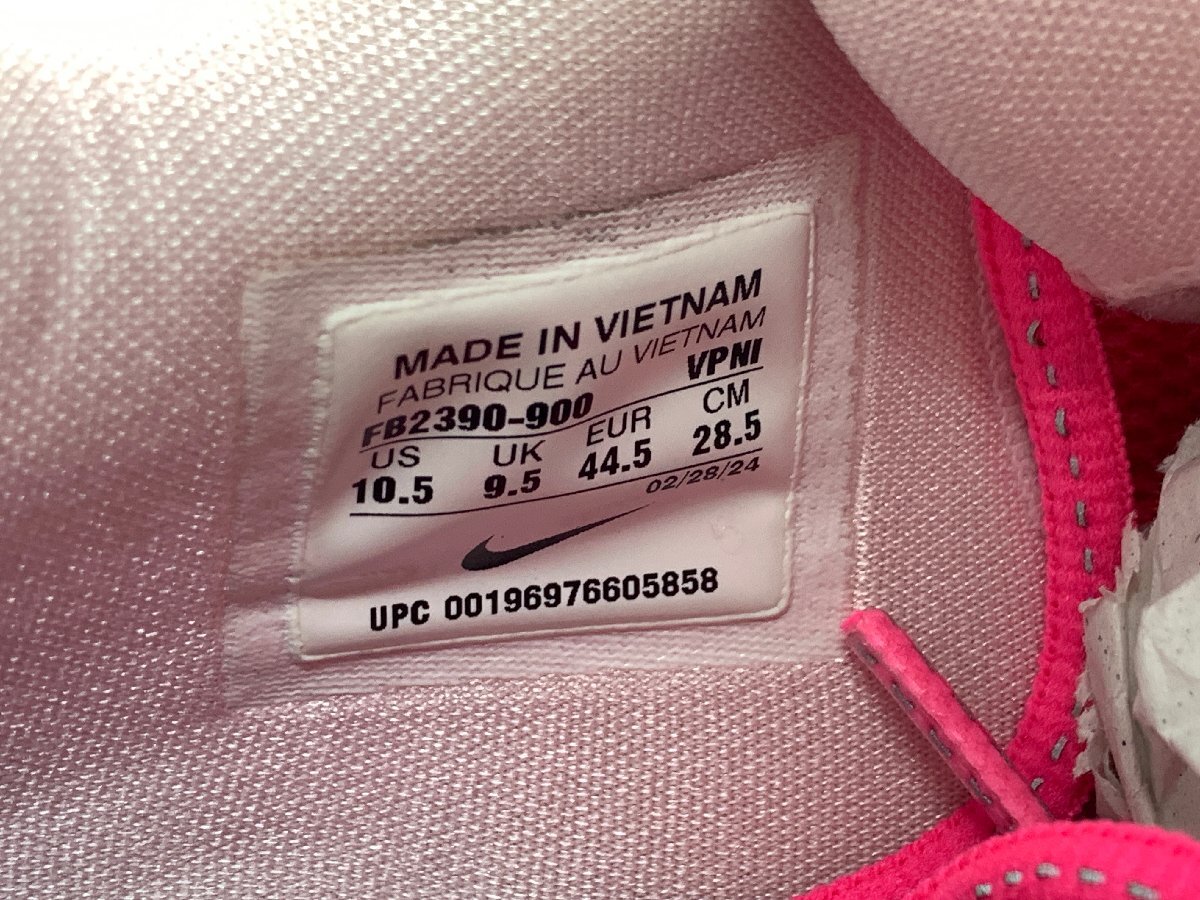 MADE IN VIETNAM
FABRIQUE AU VIETNAM
FB2390-900 VPNI
US UK EUR CM
10.5 9.5 44.5 28.5
02/28/24
UPC 00196976605858